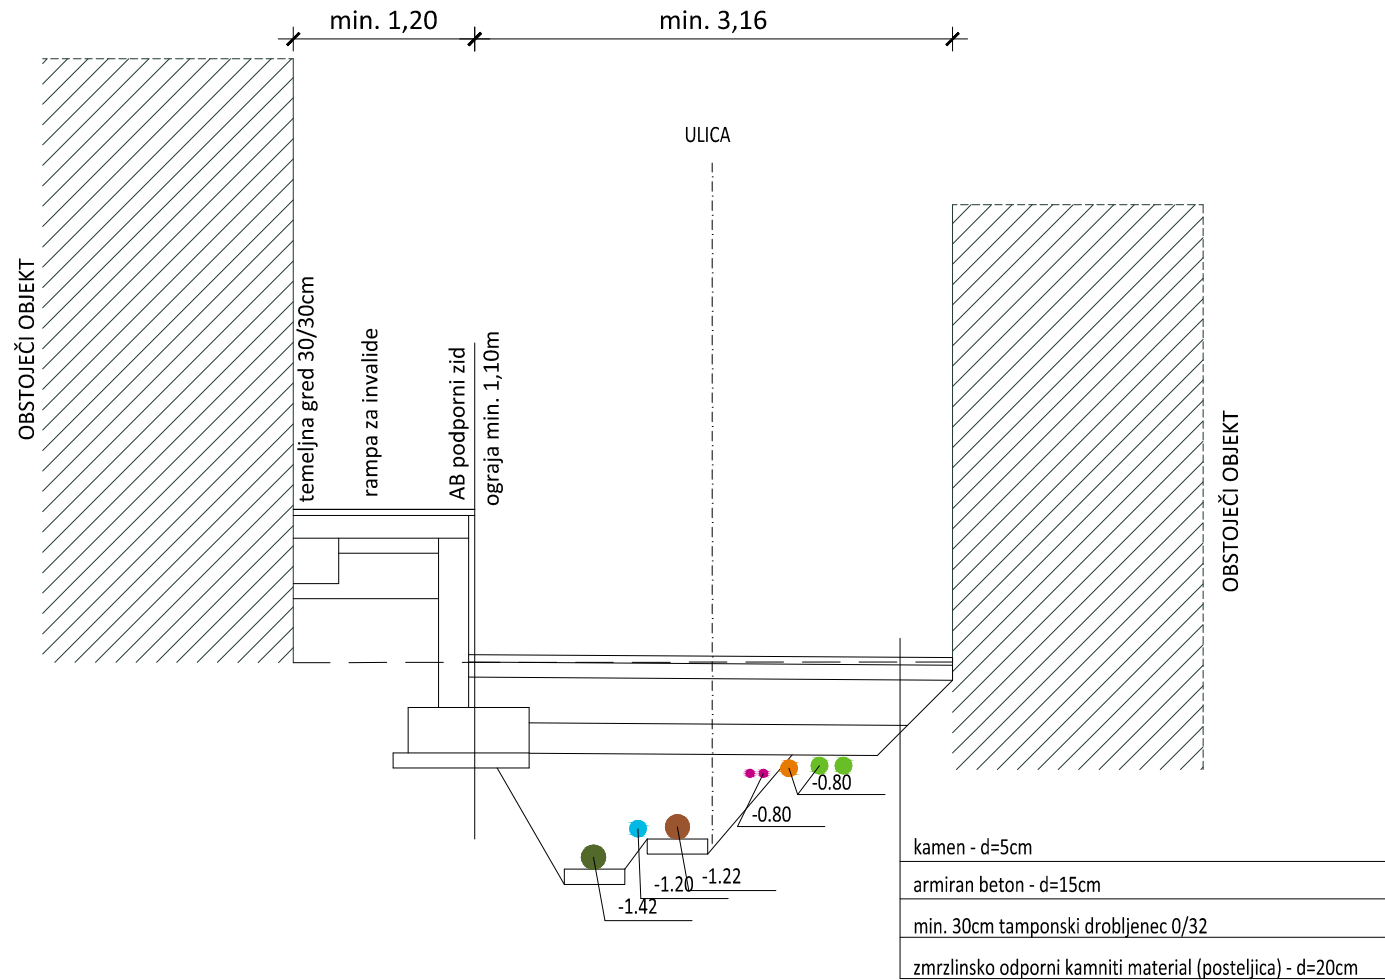 min. 1,20
min. 3,16
ULICA
OBSTOJEČI OBJEKT
temeljna gred 30/30cm
rampa za invalide
AB podporni zid
ograja min. 1,10m
OBSTOJEČI OBJEKT
-0.80
-0.80
-1.22
-1.20
-1.42
kamen - d=5cm
armiran beton - d=15cm
min. 30cm tamponski drobljenec 0/32
zmrzlinsko odporni kamniti material (posteljica) - d=20cm